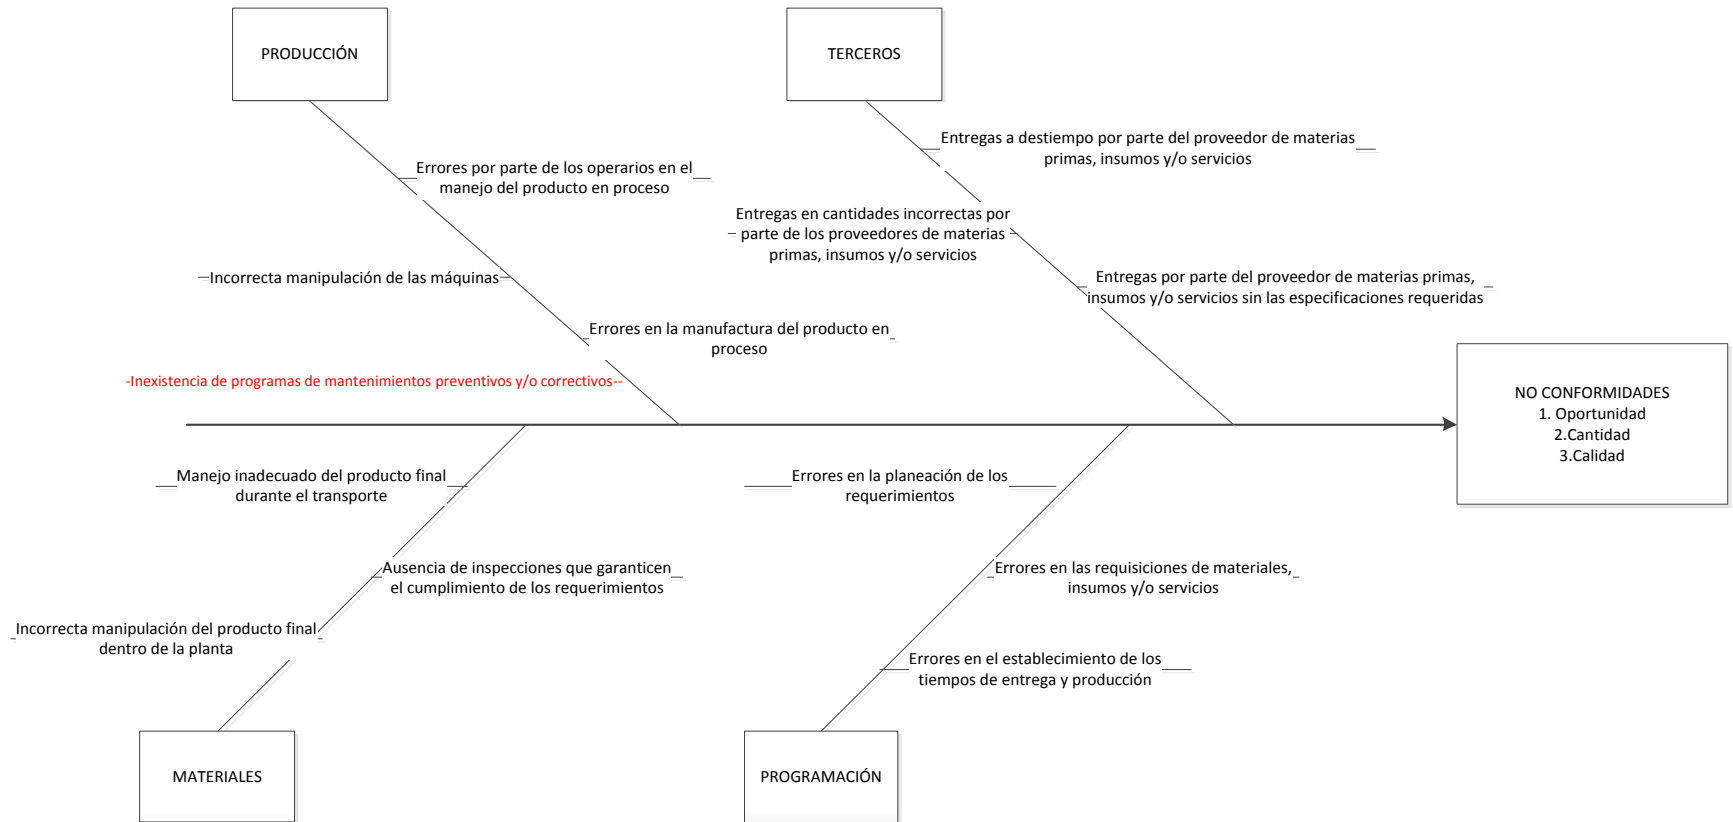 PRODUCCIÓN
TERCEROS
Entregas a destiempo por parte del proveedor de materias
primas, insumos y/o servicios
Errores por parte de los operarios en el
manejo del producto en proceso
Entregas en cantidades incorrectas por
parte de los proveedores de materias
primas, insumos y/o servicios
Incorrecta manipulación de las máquinas
Entregas por parte del proveedor de materias primas,
insumos y/o servicios sin las especificaciones requeridas
Errores en la manufactura del producto en
proceso
-Inexistencia de programas de mantenimientos preventivos y/o correctivos--
NO CONFORMIDADES
1. Oportunidad
2.Cantidad
3.Calidad
Manejo inadecuado del producto final
durante el transporte
Errores en la planeación de los
requerimientos
Ausencia de inspecciones que garanticen
el cumplimiento de los requerimientos
Errores en las requisiciones de materiales,
insumos y/o servicios
Incorrecta manipulación del producto final
dentro de la planta
Errores en el establecimiento de los
tiempos de entrega y producción
MATERIALES
PROGRAMACIÓN